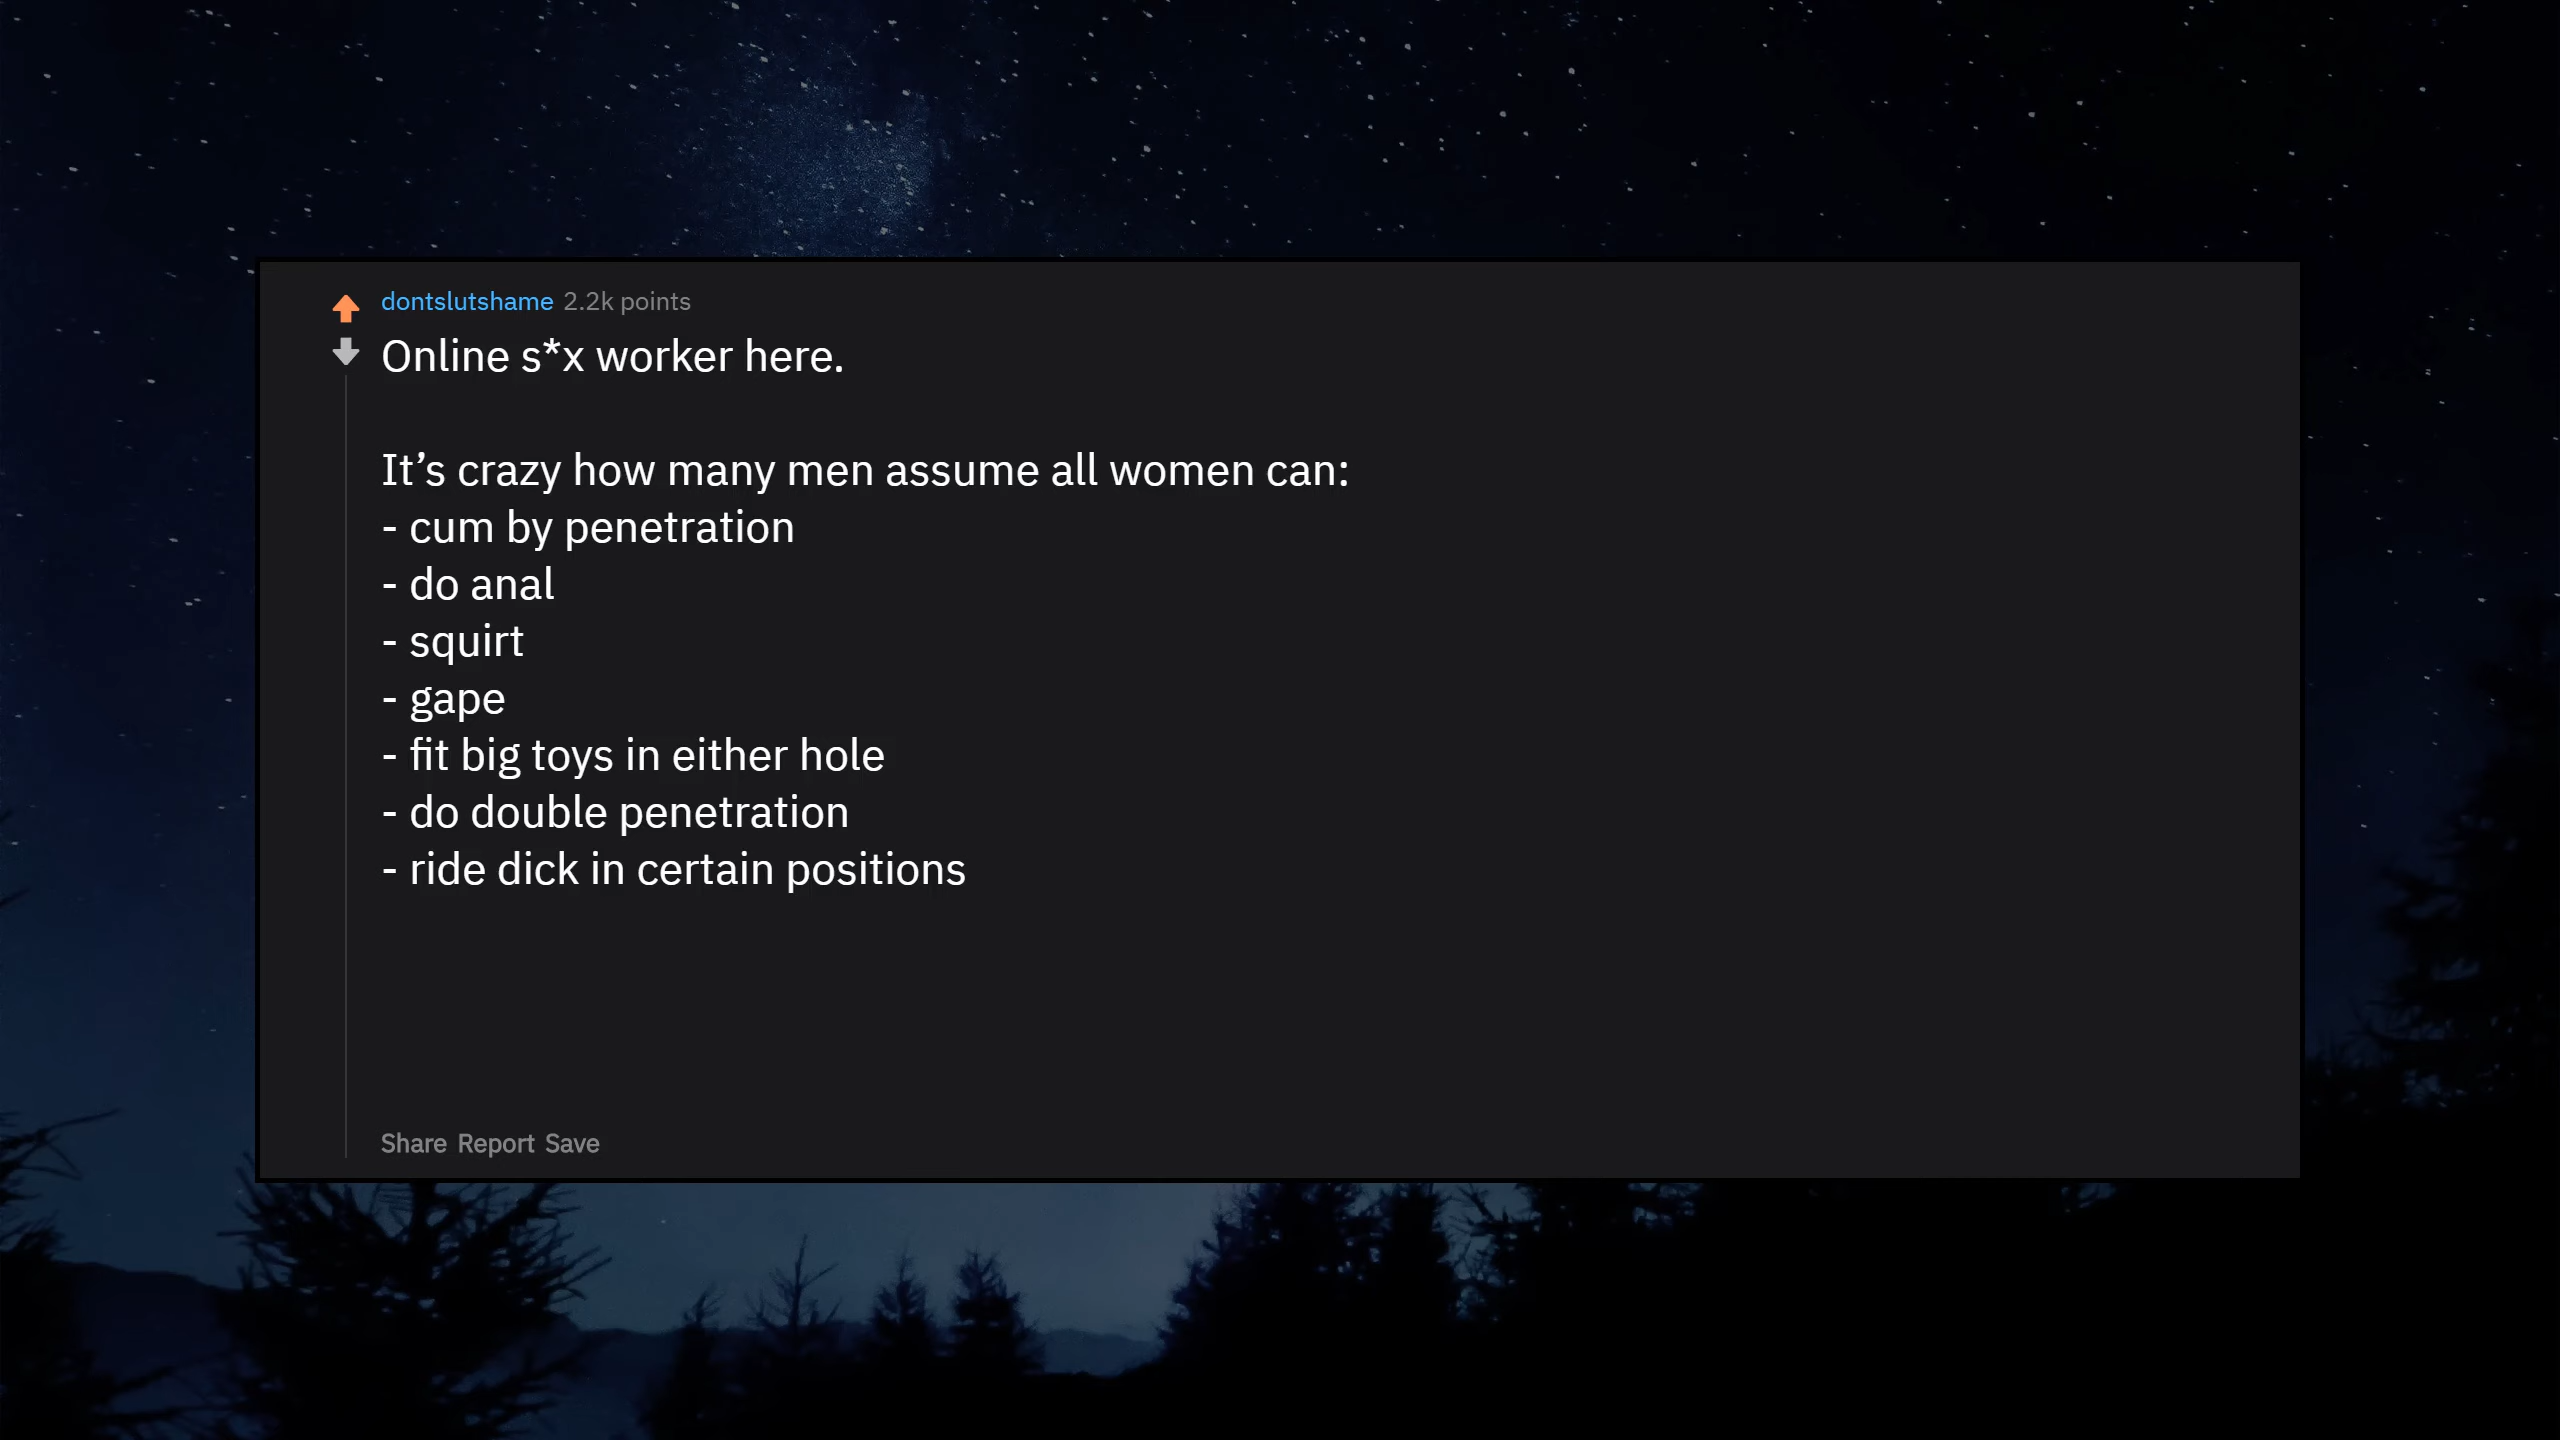 dontslutshame 2.2k points
Online s*x worker here.
It’s crazy how many men assume all women can:
- cum by penetration
- do anal
- squirt
- gape
- fit big toys in either hole
- do double penetration
- ride dick in certain positions
Share Report Save